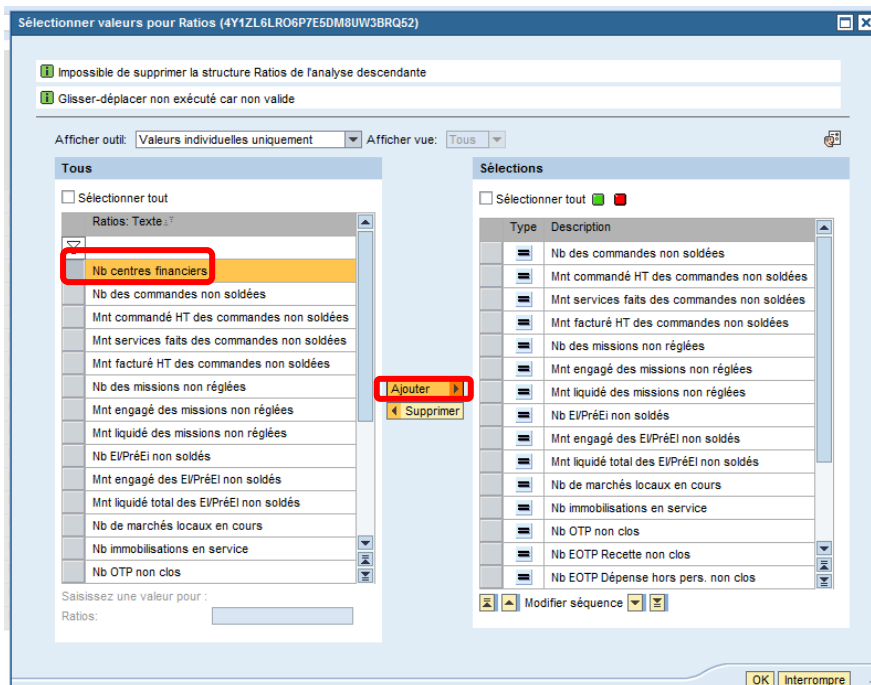 Sélectionner valeurs pour Ratios (4Y1ZL6LRO6P7E5DM8UW3BRQ52)
Impossible de supprimer la structure Ratios de l'analyse descendante
Glisser-déplacer non exécuté car non valide
Afficher outil: Valeurs individuelles uniquement Afficher vue: Tous
Tous
Sélectionner tout
Ratios: Texte
Nb centres financiers
Nb des commandes non soldées
Mnt commandé HT des commandes non soldées
Mnt services faits des commandes non soldées
Mnt facturé HT des commandes non soldées
Nb des missions non réglées
Mnt engagé des missions non réglées
Mnt liquidé des missions non réglées
Nb EI/PréEi non soldés
Mnt engagé des EI/PréEI non soldés
Mnt liquidé total des EI/PréEI non soldés
Nb de marchés locaux en cours
Nb immobilisations en service
Nb OTP non clos
Saisissez une valeur pour :
Ratios:
Ajouter
Supprimer
Sélections
Sélectionner tout
Type Description
Nb des commandes non soldées
Mnt commandé HT des commandes non soldées
Mnt services faits des commandes non soldées
Mnt facturé HT des commandes non soldées
Nb des missions non réglées
Mnt engagé des missions non réglées
Mnt liquidé des missions non réglées
Nb EI/PréEi non soldés
Mnt engagé des EI/PréEI non soldés
Mnt liquidé total des EI/PréEI non soldés
Nb de marchés locaux en cours
Nb immobilisations en service
Nb OTP non clos
Nb EOTP Recette non clos
Nb EOTP Dépense hors pers. non clos
Modifier séquence
OK Interrompre